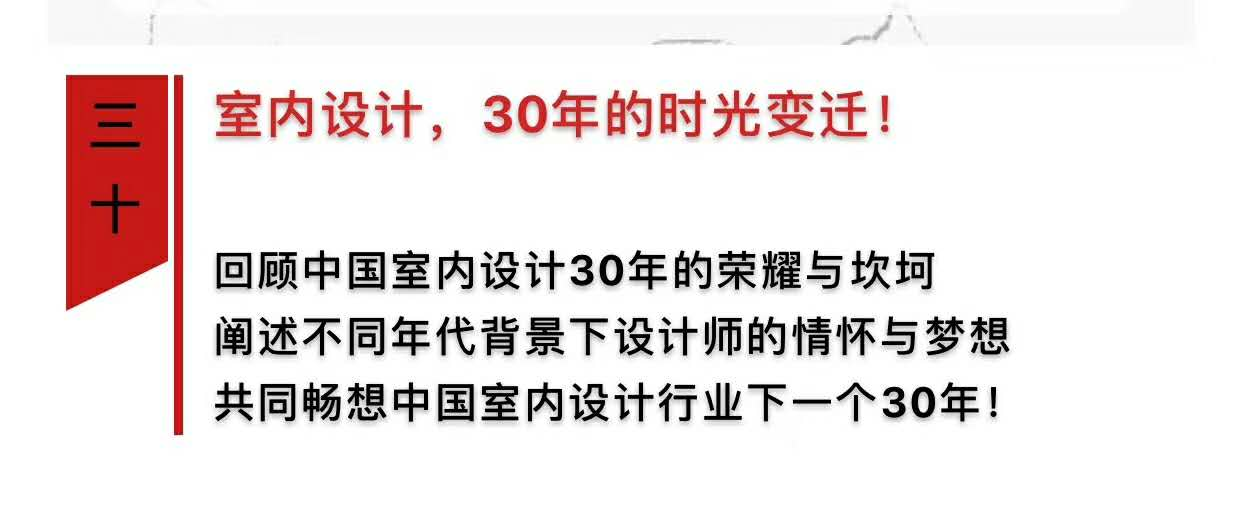 三
十
室内设计，30年的时光变迁！
回顾中国室内设计30年的荣耀与坎坷
阐述不同年代背景下设计师的情怀与梦想
共同畅想中国室内设计行业下一个30年！